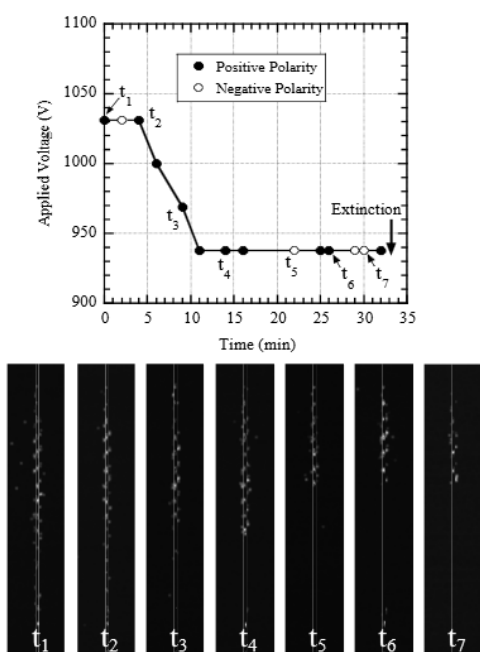 1100
1050
1000
950
900
Applied Voltage (V)
Positive Polarity
Negative Polarity
t1
t2
t3
t4
t5
t6
t7
Extinction
0 5 10 15 20 25 30 35
Time (min)
t1 t2 t3 t4 t5 t6 t7